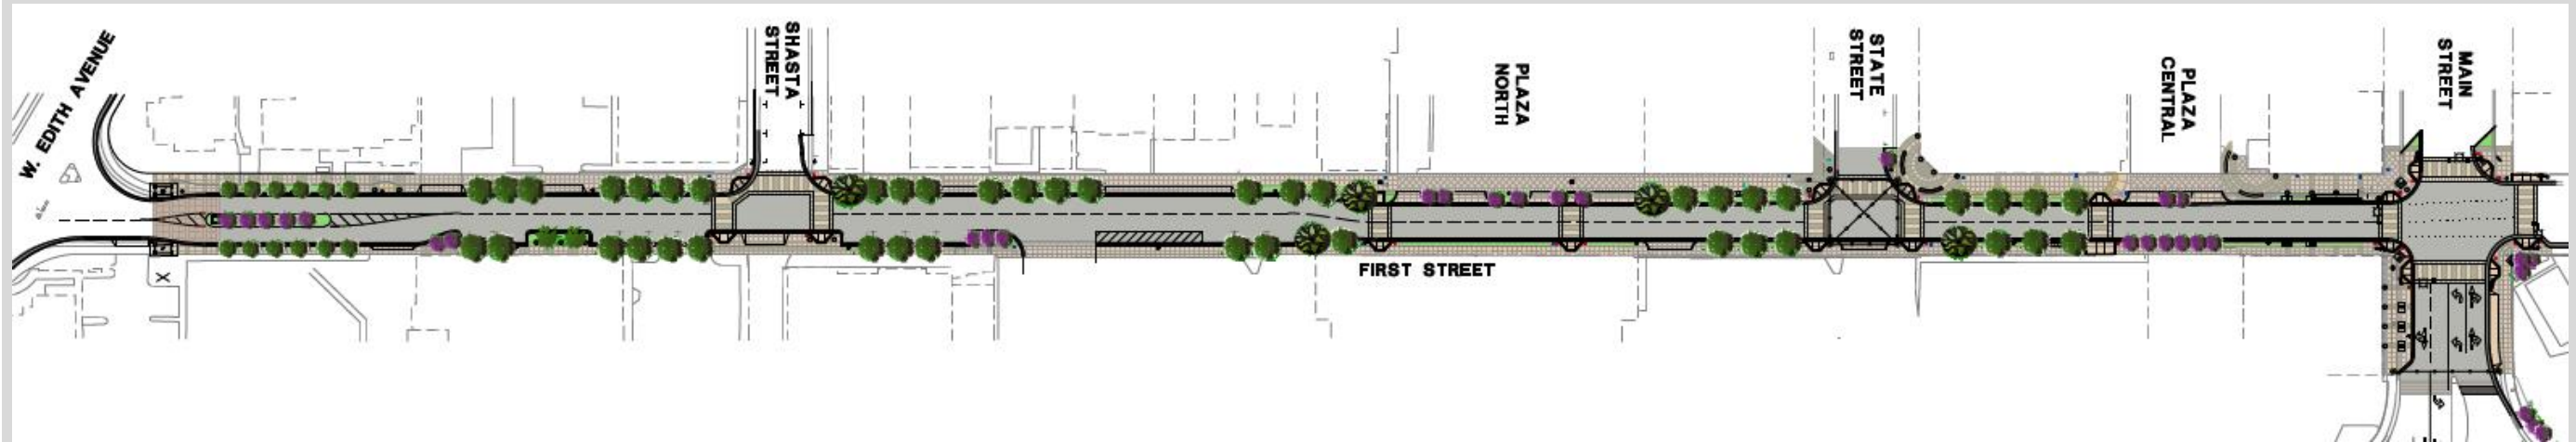 W. EDITH AVENUE
SHASTA
STREET
PLAZA
NORTH
STATE
STREET
PLAZA
CENTRAL
MAIN
STREET
FIRST STREET